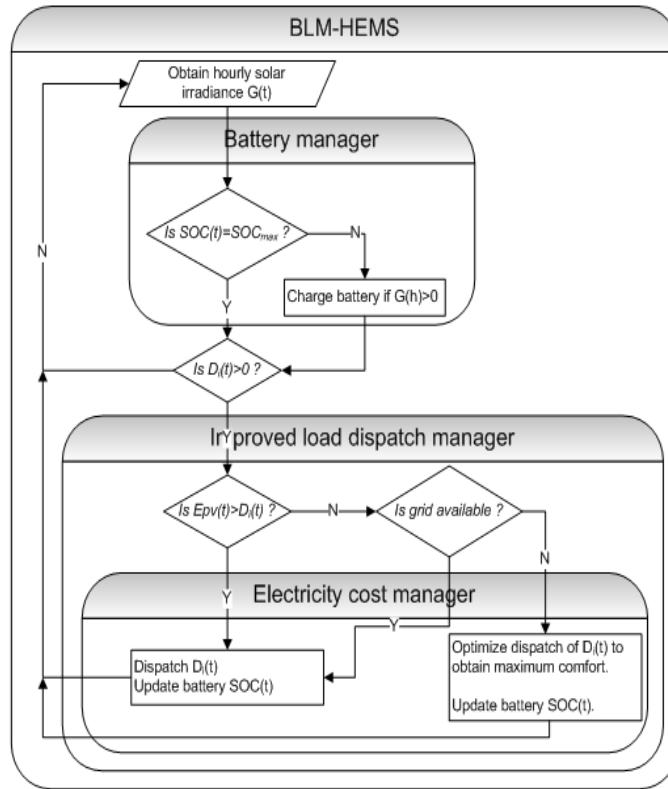 BLM-HEMS
Obtain hourly solar
irradiance G(t)
Battery manager
Is SOC(t)=SOCmax ?
N
Charge battery if G(h)>0
N
Y
Is Di(t)>0 ?
Y
Improved load dispatch manager
Is Epv(t)>Di(t) ?
N
Is grid available ?
N
Y
Electricity cost manager
Y
Dispatch Di(t)
Update battery SOC(t)
Optimize dispatch of Di(t) to
obtain maximum comfort.
Update battery SOC(t).